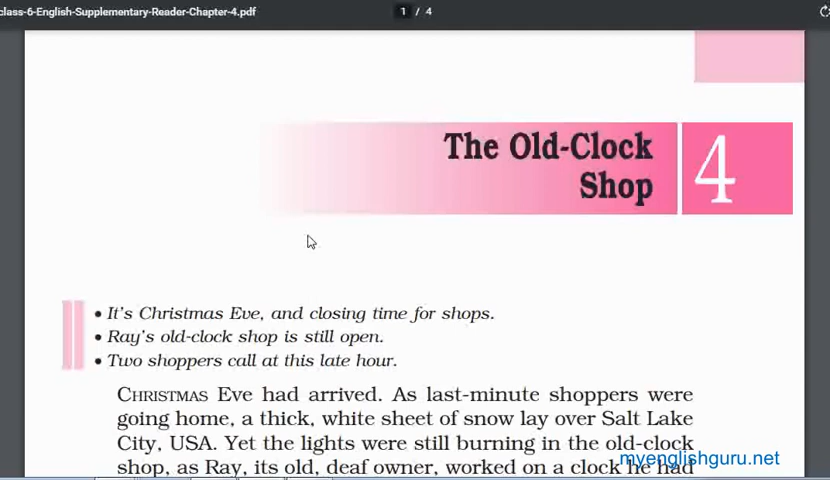 class-6-English-Supplementary-Reader-Chapter-4.pdf
1 / 4
The Old-Clock
Shop
4
• It's Christmas Eve, and closing time for shops.
• Ray's old-clock shop is still open.
• Two shoppers call at this late hour.
CHRISTMAS Eve had arrived. As last-minute shoppers were
going home, a thick, white sheet of snow lay over Salt Lake
City, USA. Yet the lights were still burning in the old-clock
shop, as Ray, its old, deaf owner, worked on a clock he had
myenglishguru.net